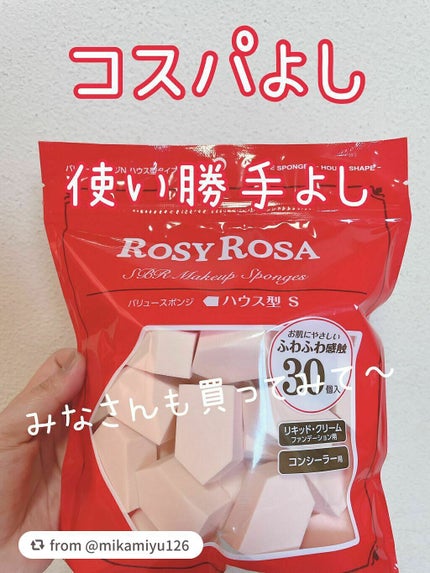 コスパよし
使い勝手よし
ROSY ROSA
SBR Makeup Sponges
バリュースポンジ ハウス型 S
お肌にやさしい
ふわふわ感触
30個入
みなさんも買ってみて〜
リキッド・クリーム
ファンデーション用
コンシーラー用
from @mikamiyu126